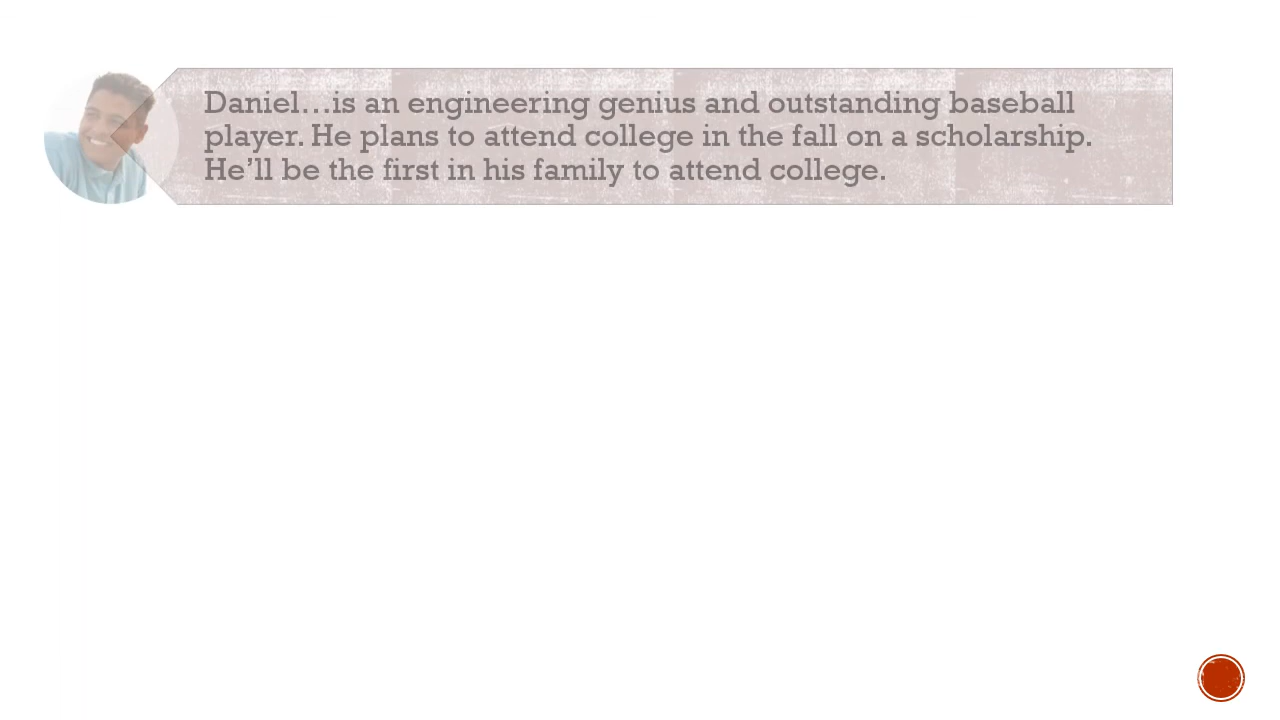 Daniel…is an engineering genius and outstanding baseball
player. He plans to attend college in the fall on a scholarship.
He’ll be the first in his family to attend college.